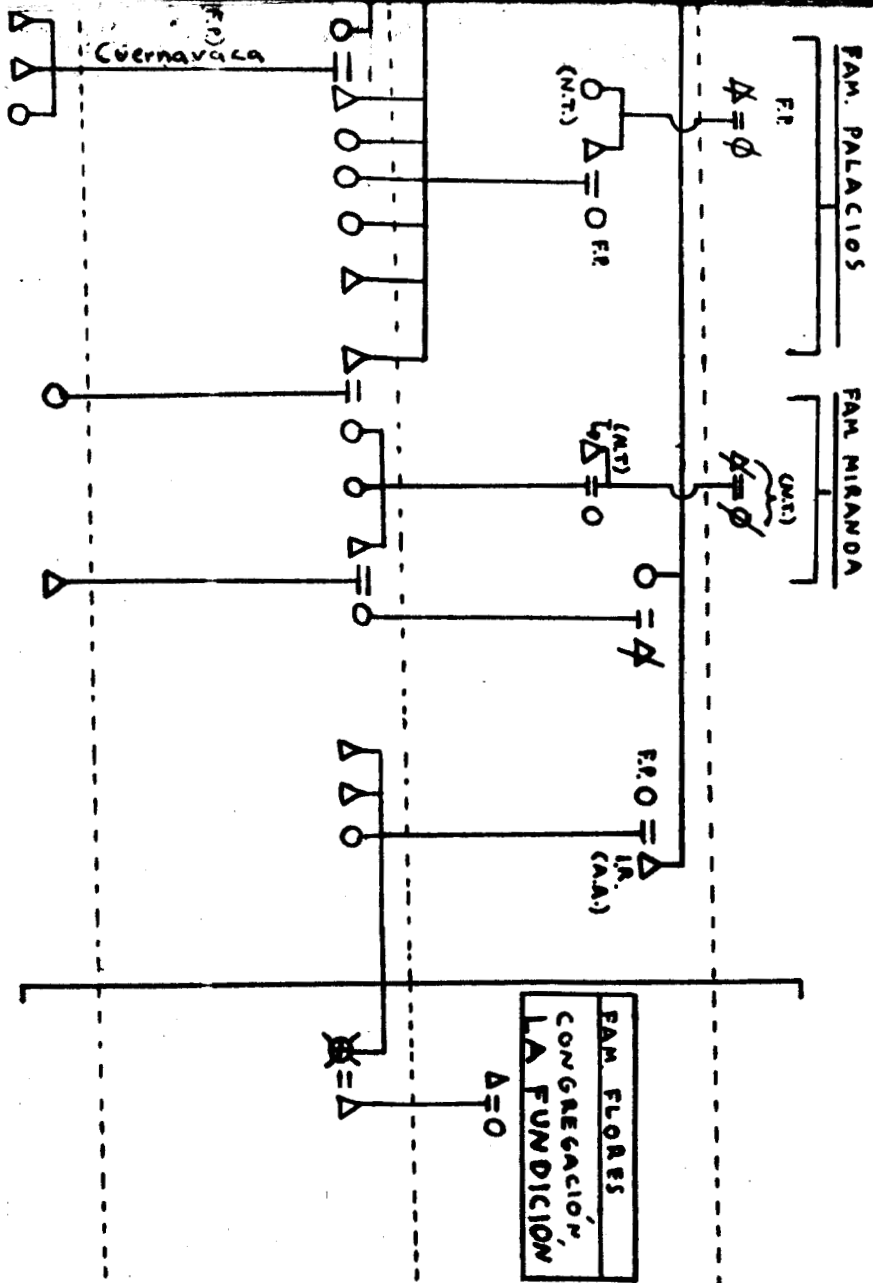 FAM. PALACIOS
F.P.
(N.T.)
F.P.
(F.P.)
Cuernavaca
FAM MIRANDA
(N.T.)
(N.T)
F.P.
I.R.
(A.A.)
FAM FLORES
CONGREGACIÓN,
LA FUNDICIÓN